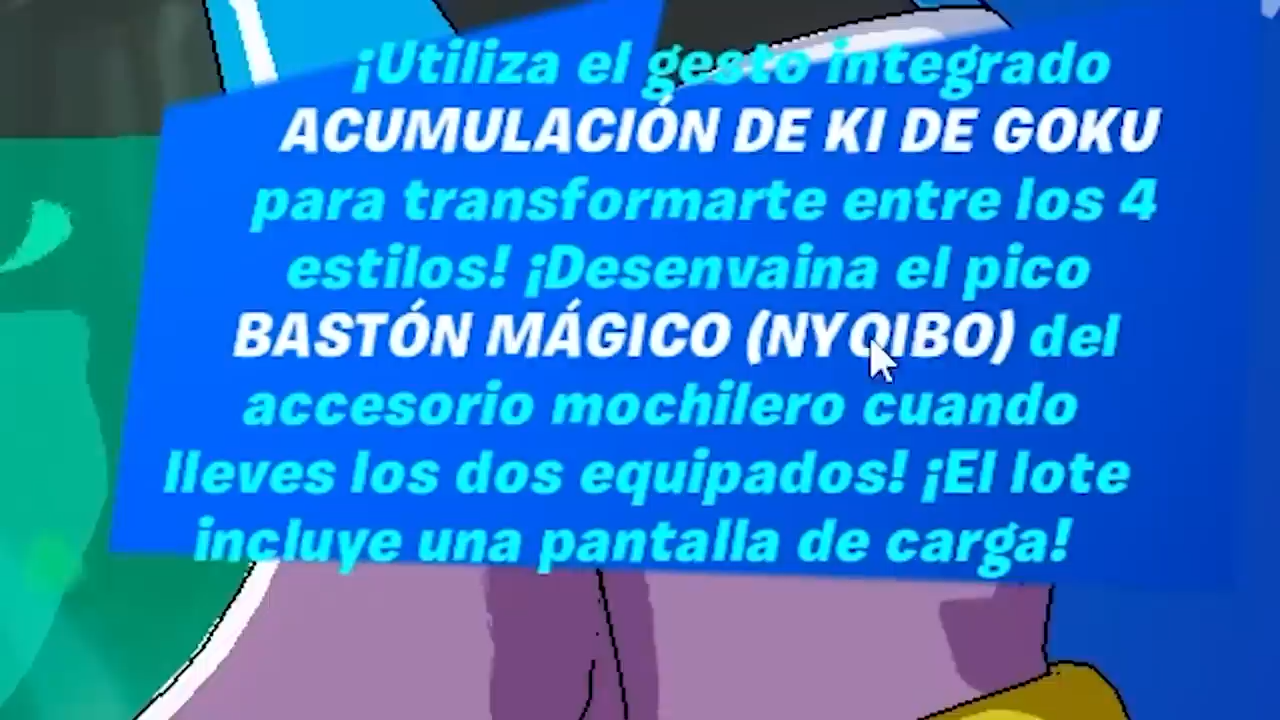 ¡Utiliza el gesto integrado
ACUMULACIÓN DE KI DE GOKU
para transformarte entre los 4
estilos! ¡Desenvaina el pico
BASTÓN MÁGICO (NYOIBO) del
accesorio mochilero cuando
lleves los dos equipados! ¡El lote
incluye una pantalla de carga!